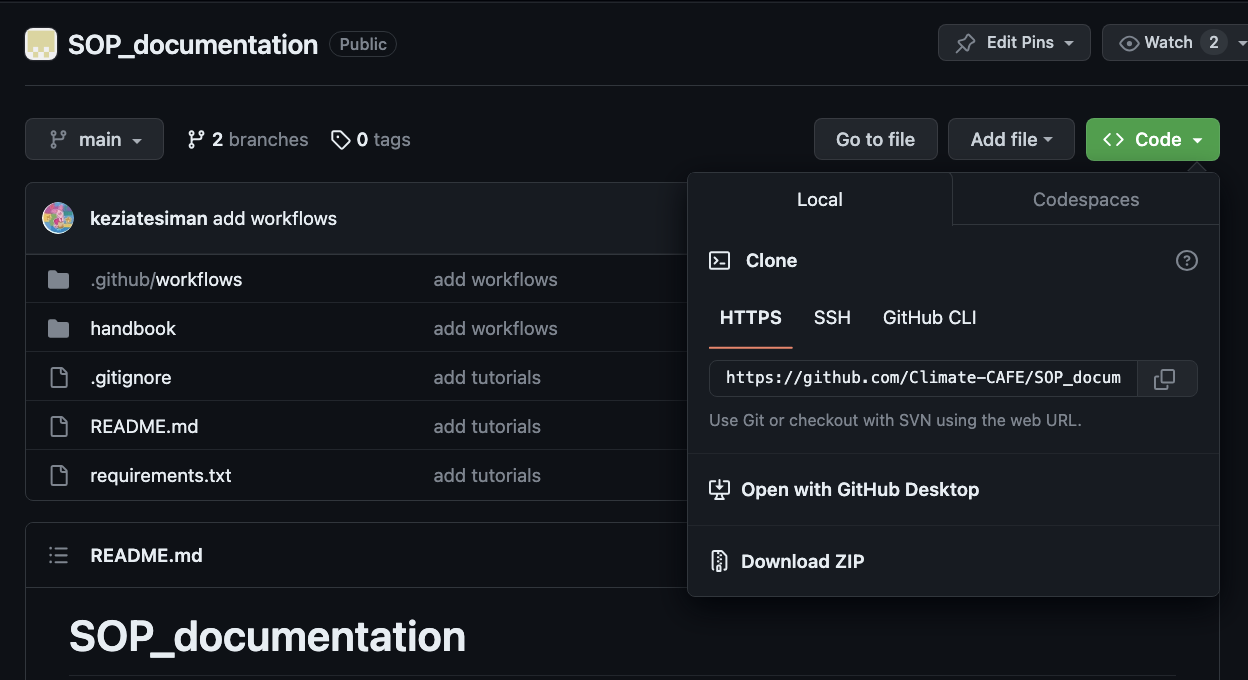 SOP_documentation Public Edit Pins Watch 2
main 2 branches 0 tags Go to file Add file <> Code
Local Codespaces
keziatesiman add workflows
Clone
.github/workflows add workflows
HTTPS SSH GitHub CLI
handbook add workflows
.gitignore add tutorials
https://github.com/Climate-CAFE/SOP_docum
README.md add tutorials
Use Git or checkout with SVN using the web URL.
requirements.txt add tutorials
Open with GitHub Desktop
README.md
Download ZIP
SOP_documentation